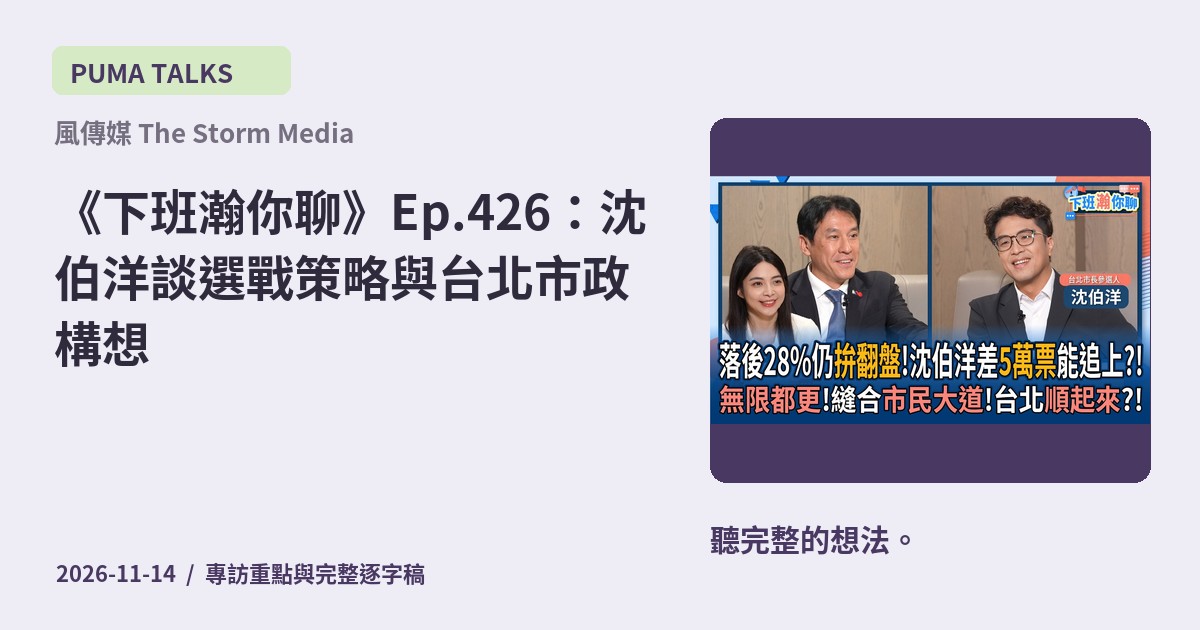 PUMA TALKS
風傳媒 The Storm Media
《下班瀚你聊》Ep.426：沈
伯洋談選戰策略與台北市政
構想
2026-11-14 / 專訪重點與完整逐字稿
下班瀚你聊
台北市長參選人
沈伯洋
落後28%仍拚翻盤!沈伯洋差5萬票能追上?!
無限都更!縫合市民大道!台北順起來?!
聽完整的想法。